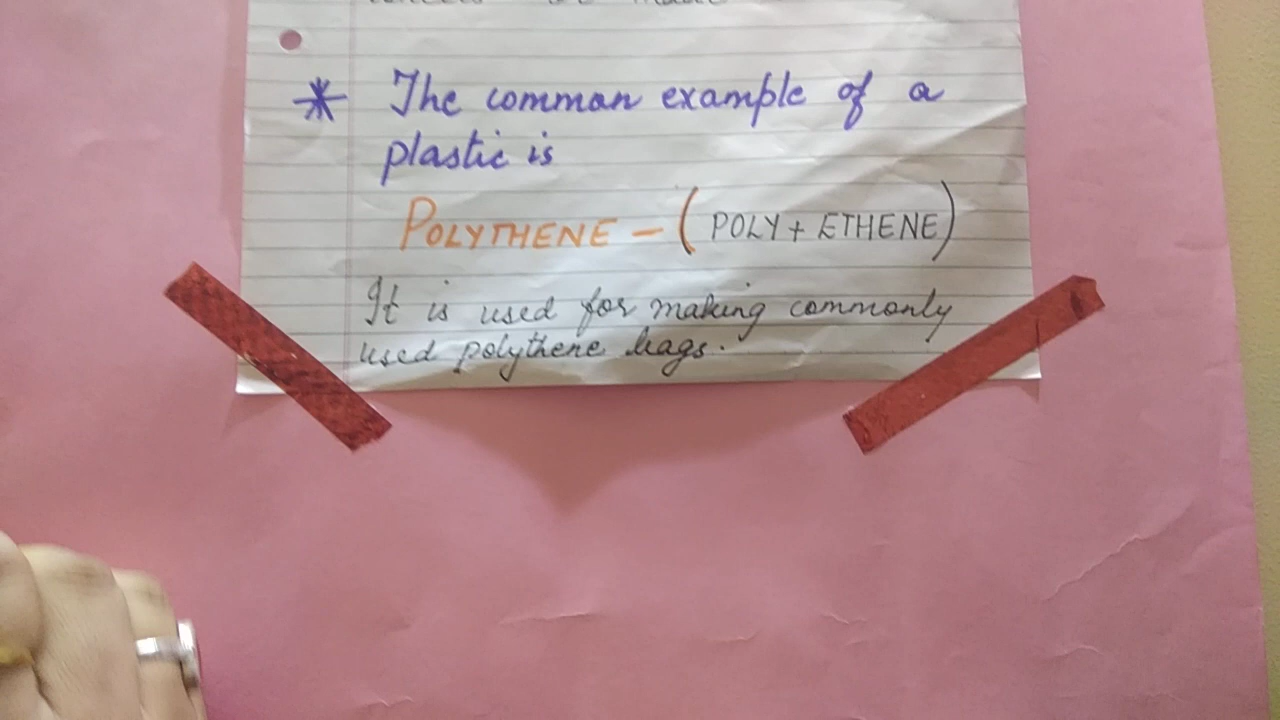 * The common example of a
plastic is
POLYTHENE - (POLY + ETHENE)
It is used for making commonly
used polythene bags.